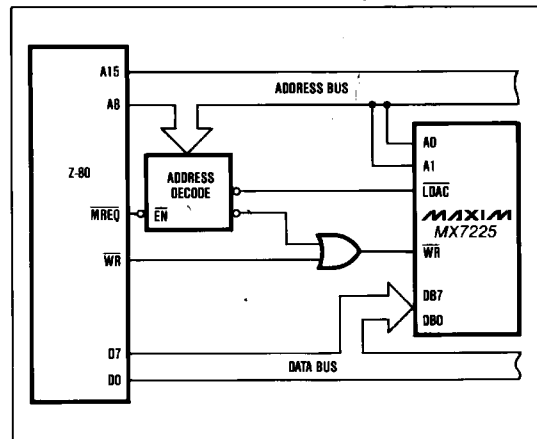 A15
ADDRESS BUS
A8
A0
A1
Z-80
ADDRESS
DECODE
LDAC
MREQ
EN
MAXIM
MX7225
WR
WR
DB7
DB0
D7
DATA BUS
D0